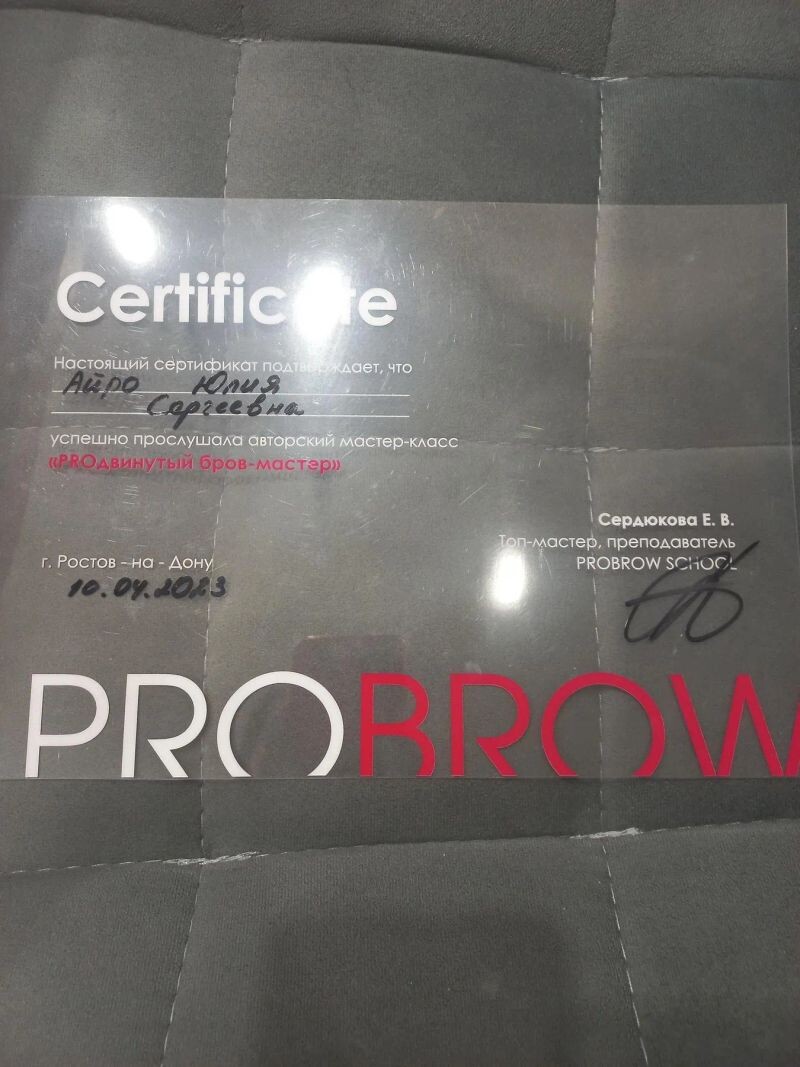 Certificate
Настоящий сертификат подтверждает, что
Айро Юлия
Сергеевна
успешно прослушала авторский мастер-класс
«PROдвинутый бров-мастер»
Сердюкова Е. В.
Топ-мастер, преподаватель
г. Ростов - на - Дону
PROBROW SCHOOL
10.04.2023
PROBROW